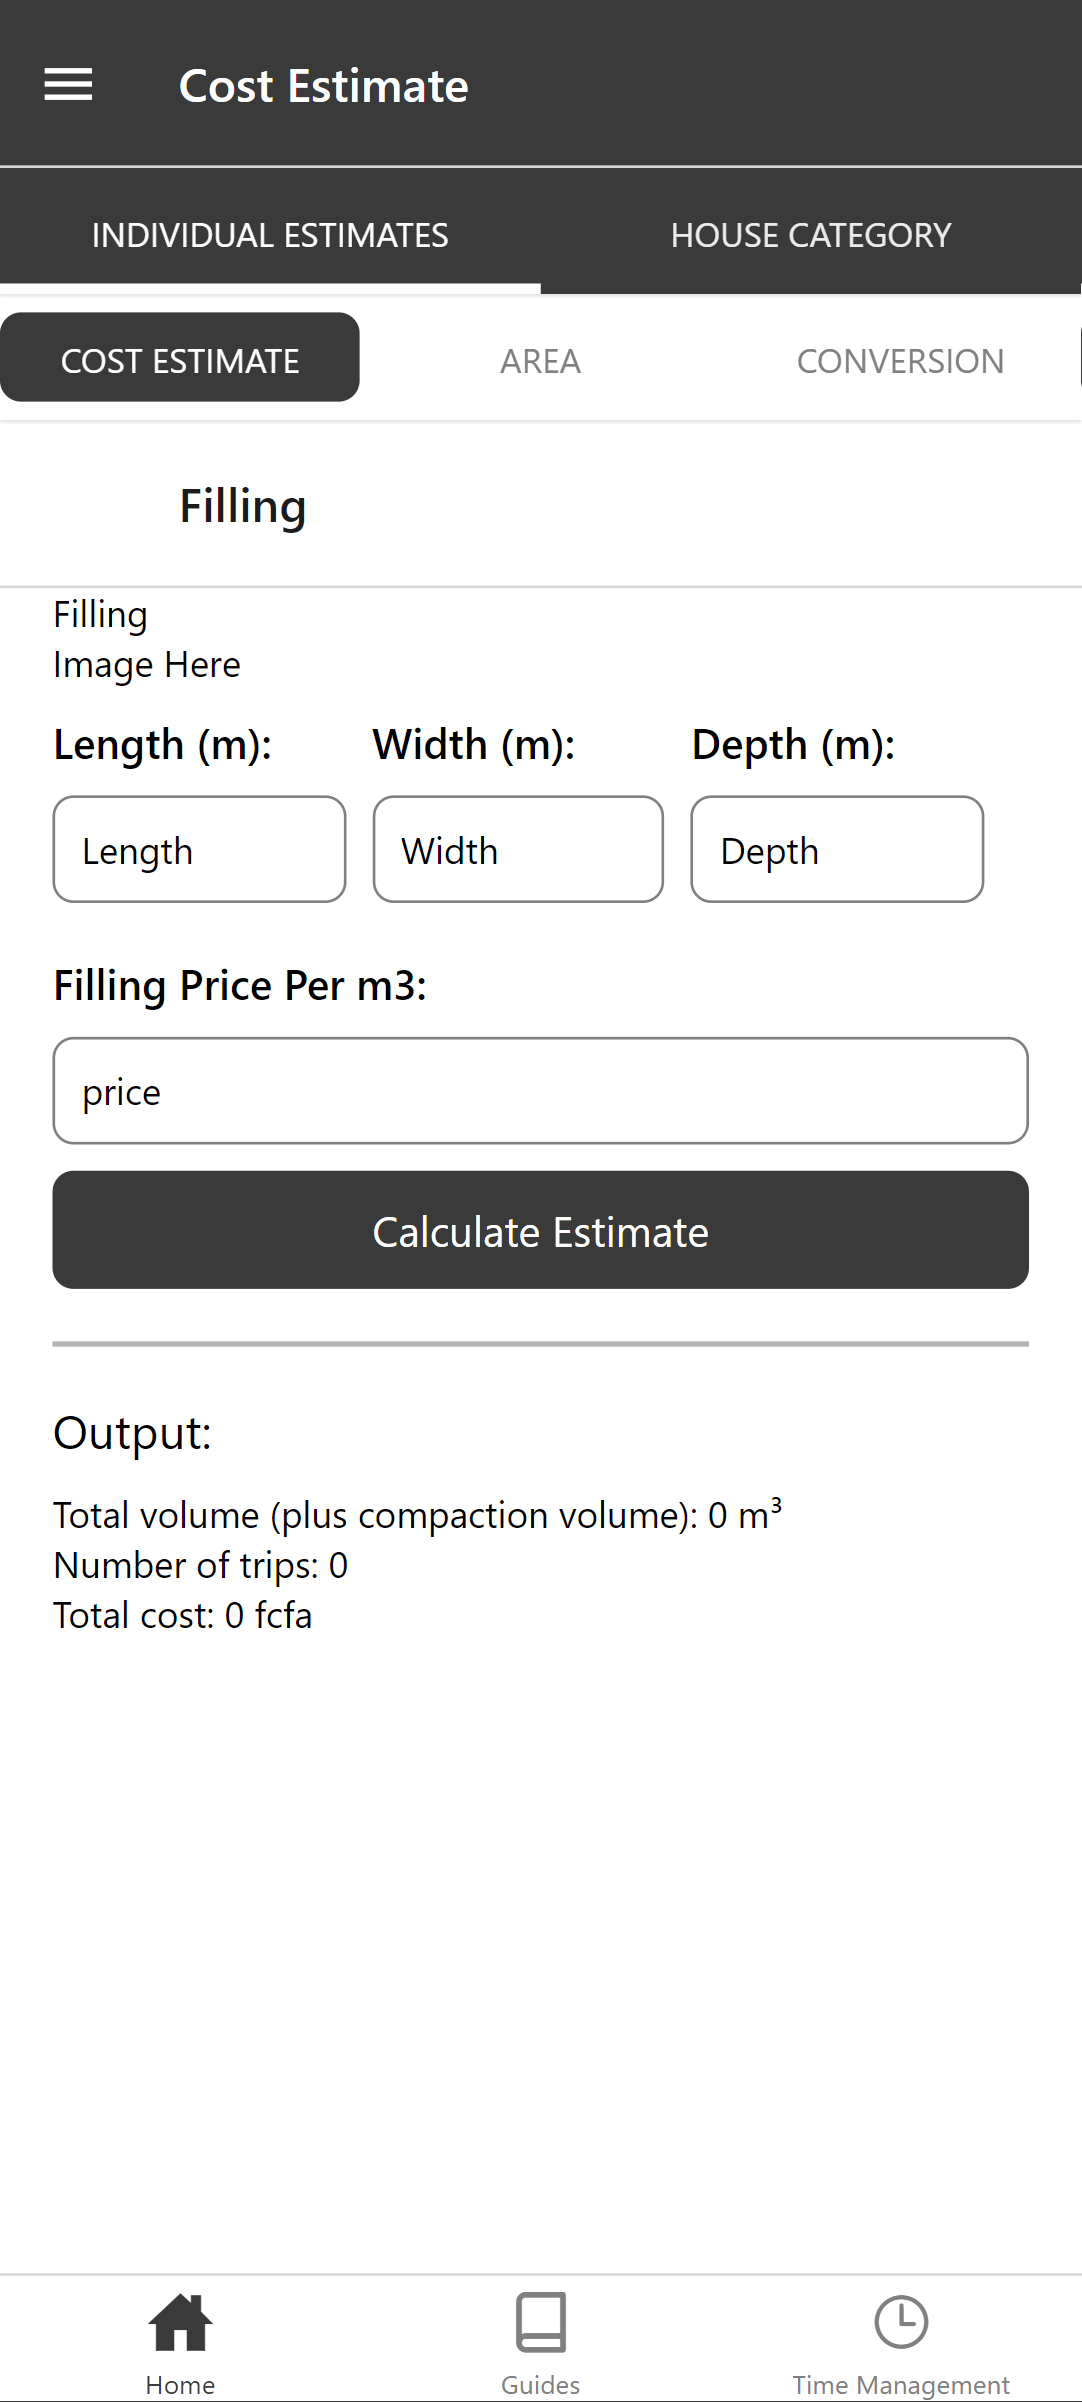 Cost Estimate
INDIVIDUAL ESTIMATES HOUSE CATEGORY
COST ESTIMATE AREA CONVERSION
Filling
Filling
Image Here
Length (m): Width (m): Depth (m):
Length Width Depth
Filling Price Per m3:
price
Calculate Estimate
Output:
Total volume (plus compaction volume): 0 m³
Number of trips: 0
Total cost: 0 fcfa
Home Guides Time Management